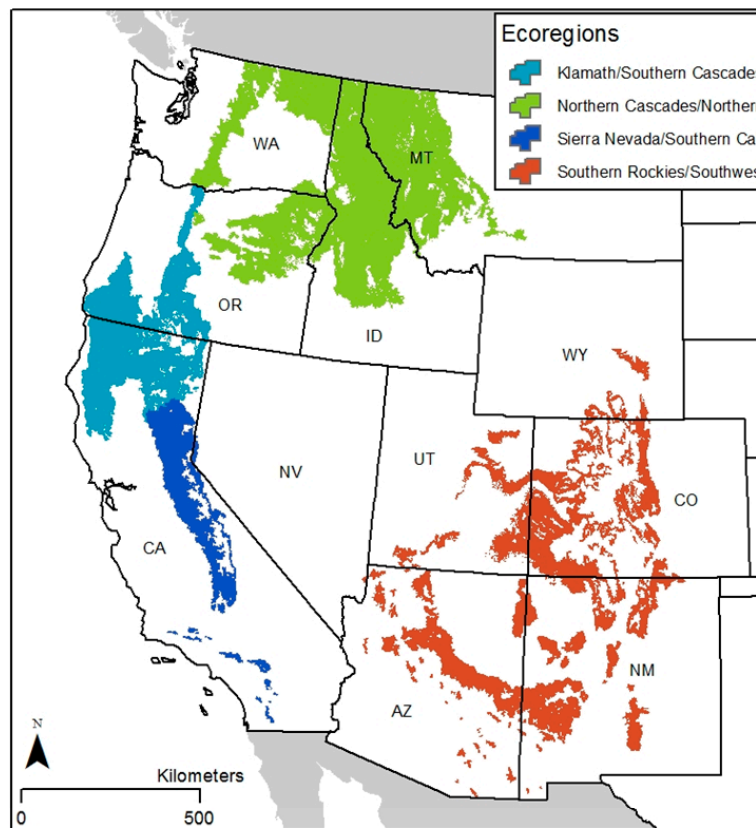 Ecoregions
Klamath/Southern Cascades
Northern Cascades/Northern
Sierra Nevada/Southern Ca
Southern Rockies/Southwes
WA
MT
OR
ID
WY
NV
UT
CO
CA
AZ
NM
N
Kilometers
0 500